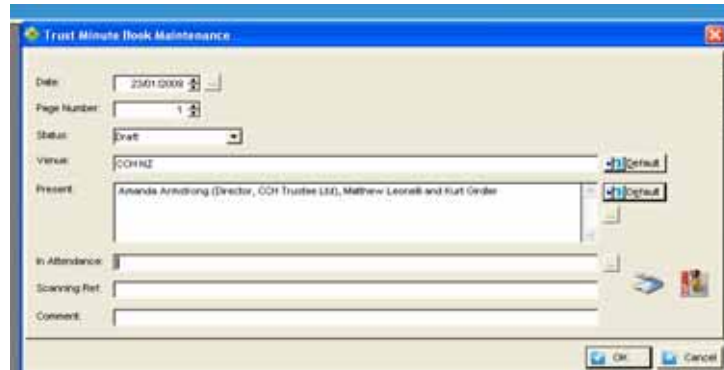 Trust Minute Book Maintenance
Date: 23/01/2009 ...
Page Number: 1
Status: Draft
Venue: CCH NZ Default
Present: Amanda Armstrong (Director, CCH Trustee Ltd), Matthew Leonelli and Kurt Girdler Default
...
In Attendance: ...
Scanning Ref:
Comment:
OK Cancel